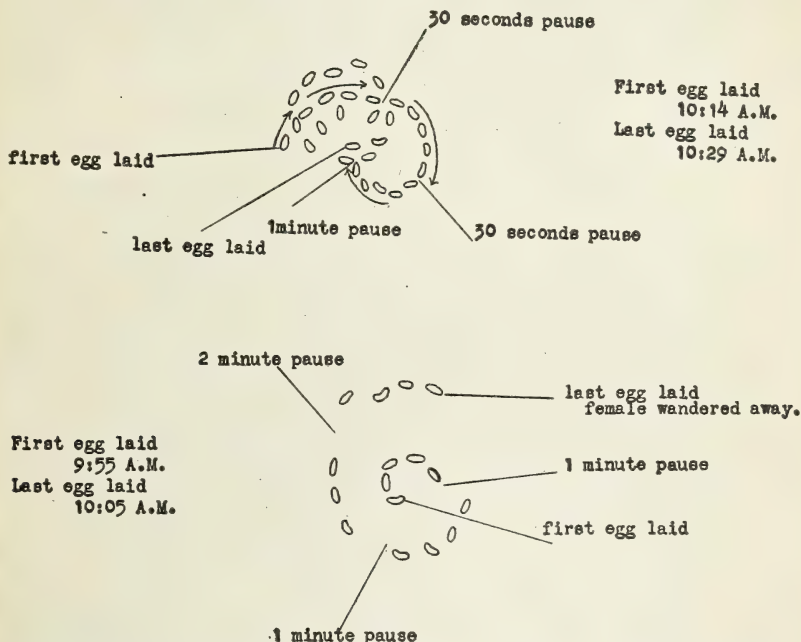 30 seconds pause
First egg laid
10:14 A.M.
Last egg laid
10:29 A.M.
first egg laid
1minute pause
last egg laid
30 seconds pause
2 minute pause
last egg laid
female wandered away.
First egg laid
9:55 A.M.
Last egg laid
10:05 A.M.
1 minute pause
first egg laid
1 minute pause